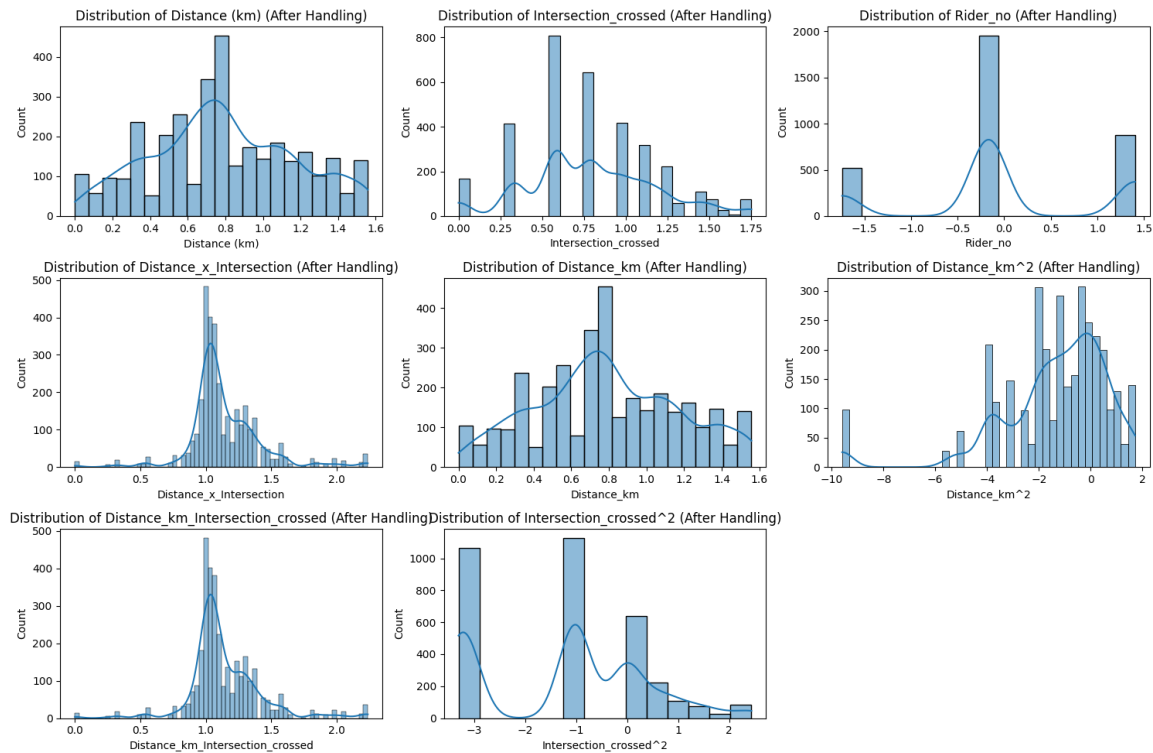 Distribution of Distance (km) (After Handling)
400
300
200
100
0
Count
0.0 0.2 0.4 0.6 0.8 1.0 1.2 1.4 1.6
Distance (km)
Distribution of Intersection_crossed (After Handling)
800
600
400
200
0
Count
0.00 0.25 0.50 0.75 1.00 1.25 1.50 1.75
Intersection_crossed
Distribution of Rider_no (After Handling)
2000
1500
1000
500
0
Count
−1.5 −1.0 −0.5 0.0 0.5 1.0 1.5
Rider_no
Distribution of Distance_x_Intersection (After Handling)
500
400
300
200
100
0
Count
0.0 0.5 1.0 1.5 2.0
Distance_x_Intersection
Distribution of Distance_km (After Handling)
400
300
200
100
0
Count
0.0 0.2 0.4 0.6 0.8 1.0 1.2 1.4 1.6
Distance_km
Distribution of Distance_km^2 (After Handling)
300
250
200
150
100
50
0
Count
−10 −8 −6 −4 −2 0 2
Distance_km^2
Distribution of Distance_km_Intersection_crossed (After Handling)
500
400
300
200
100
0
Count
0.0 0.5 1.0 1.5 2.0
Distance_km_Intersection_crossed
Distribution of Intersection_crossed^2 (After Handling)
1000
800
600
400
200
0
Count
−3 −2 −1 0 1 2
Intersection_crossed^2